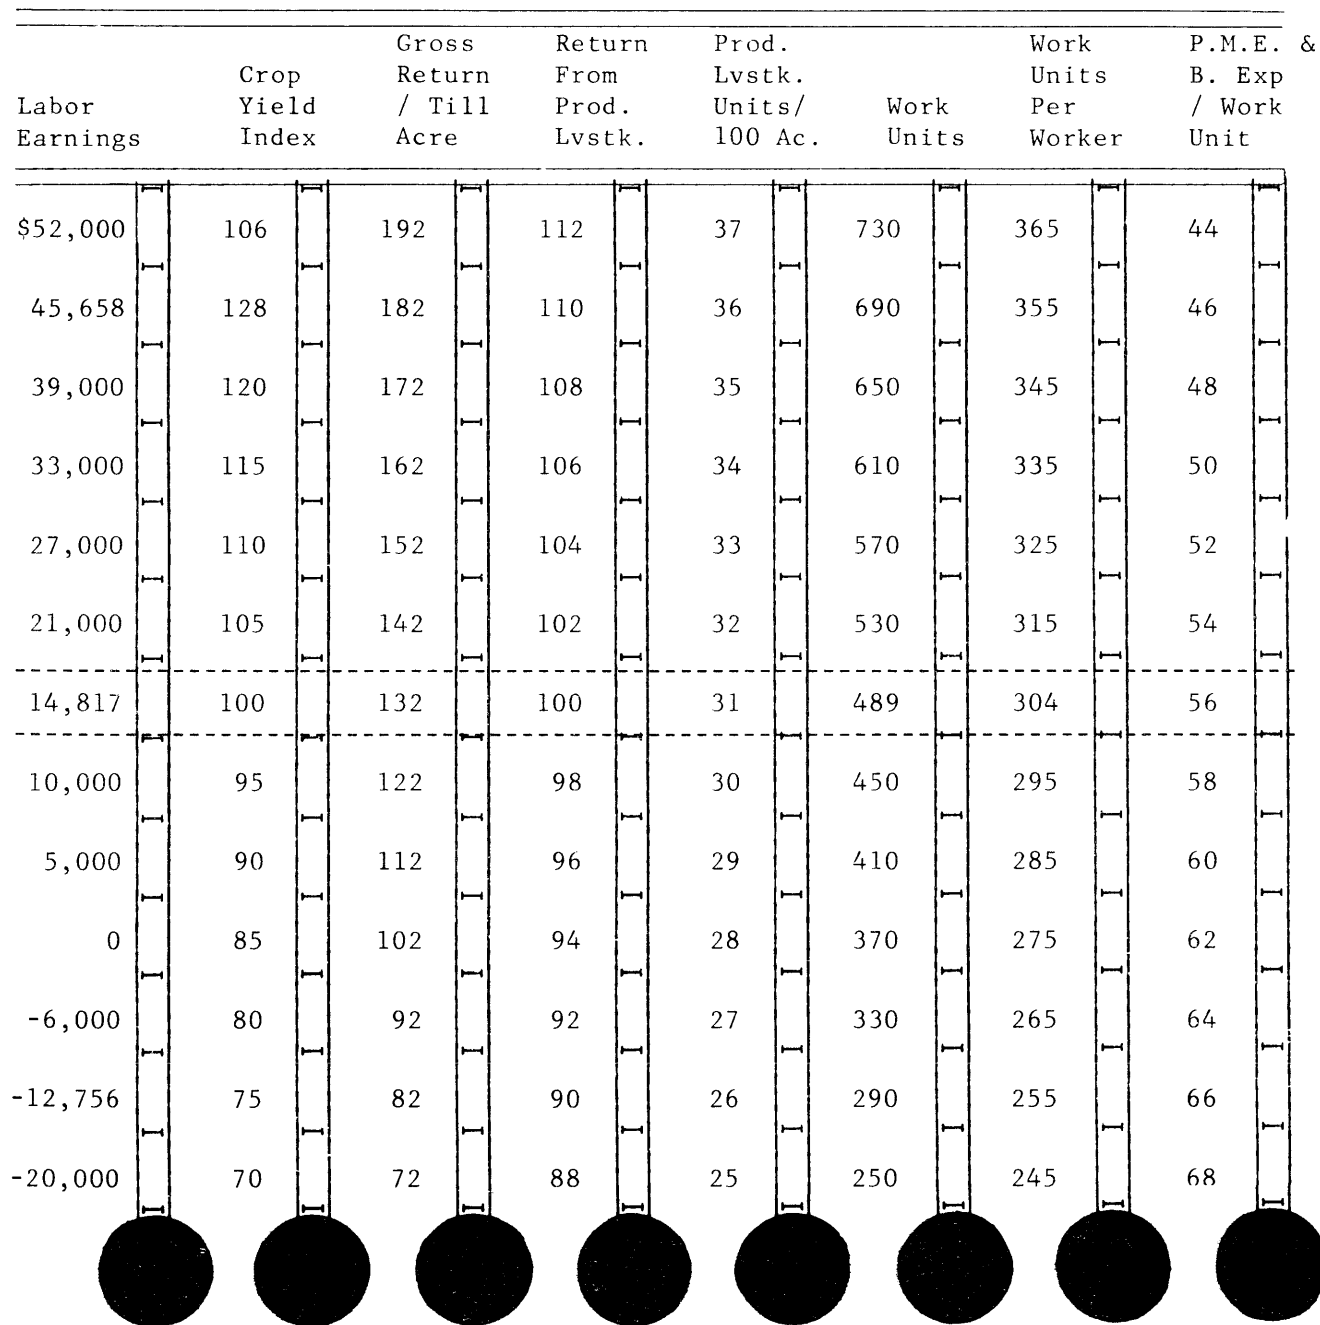 Gross Return Prod. Work P.M.E. &
Crop Return From Lvstk. Units B. Exp
Labor Yield / Till Prod. Units/ Work Per / Work
Earnings Index Acre Lvstk. 100 Ac. Units Worker Unit
$52,000 106 192 112 37 730 365 44
45,658 128 182 110 36 690 355 46
39,000 120 172 108 35 650 345 48
33,000 115 162 106 34 610 335 50
27,000 110 152 104 33 570 325 52
21,000 105 142 102 32 530 315 54
14,817 100 132 100 31 489 304 56
10,000 95 122 98 30 450 295 58
5,000 90 112 96 29 410 285 60
0 85 102 94 28 370 275 62
-6,000 80 92 92 27 330 265 64
-12,756 75 82 90 26 290 255 66
-20,000 70 72 88 25 250 245 68